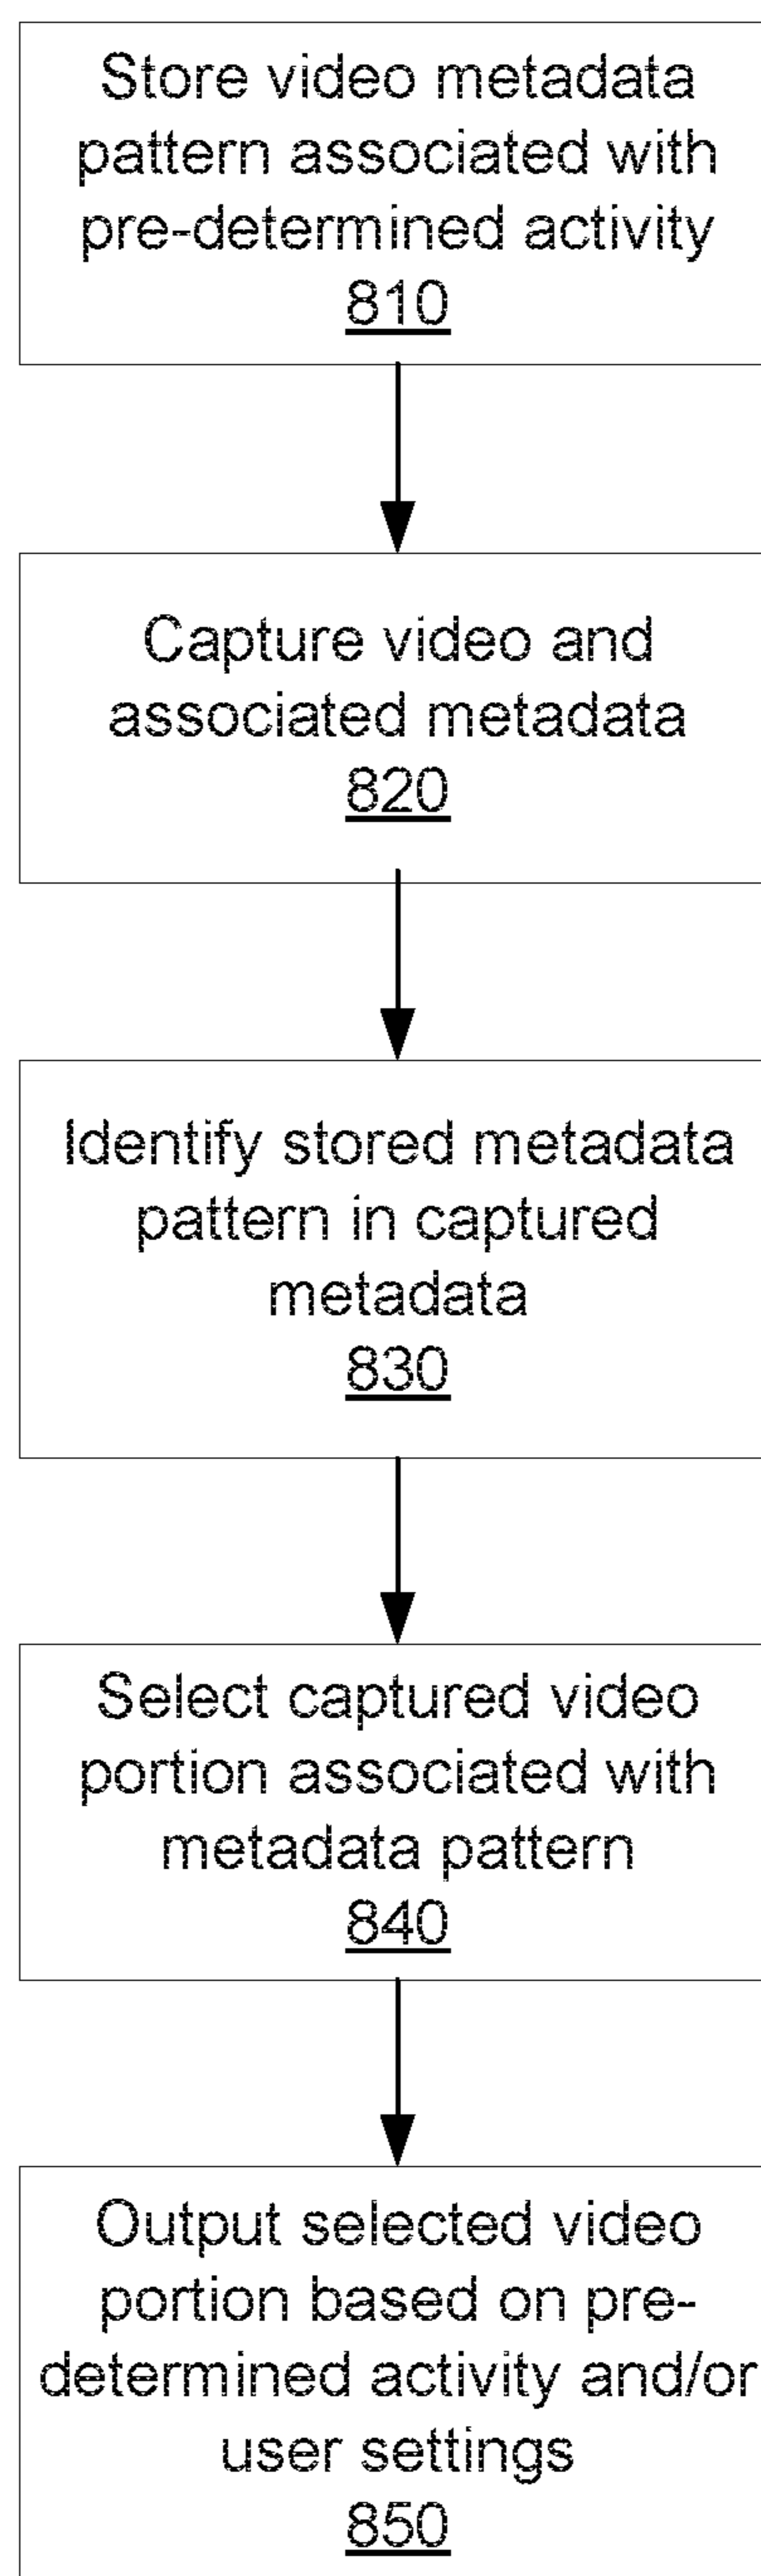 Store video metadata
pattern associated with
pre-determined activity
810
Capture video and
associated metadata
820
Identify stored metadata
pattern in captured
metadata
830
Select captured video
portion associated with
metadata pattern
840
Output selected video
portion based on pre-
determined activity and/or
user settings
850